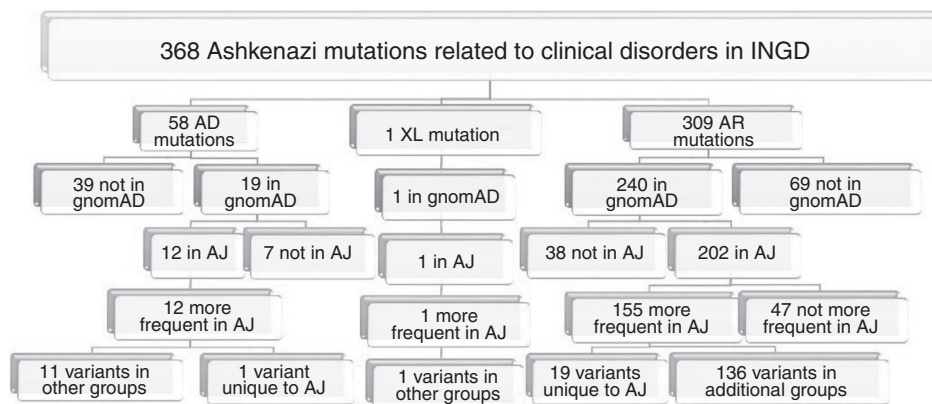 368 Ashkenazi mutations related to clinical disorders in INGD
58 AD
mutations
1 XL mutation
309 AR
mutations
39 not in
gnomAD
19 in
gnomAD
1 in gnomAD
240 in
gnomAD
69 not in
gnomAD
12 in AJ
7 not in AJ
1 in AJ
38 not in AJ
202 in AJ
12 more
frequent in AJ
1 more
frequent in AJ
155 more
frequent in AJ
47 not more
frequent in AJ
11 variants in
other groups
1 variant
unique to AJ
1 variants in
other groups
19 variants
unique to AJ
136 variants in
additional groups